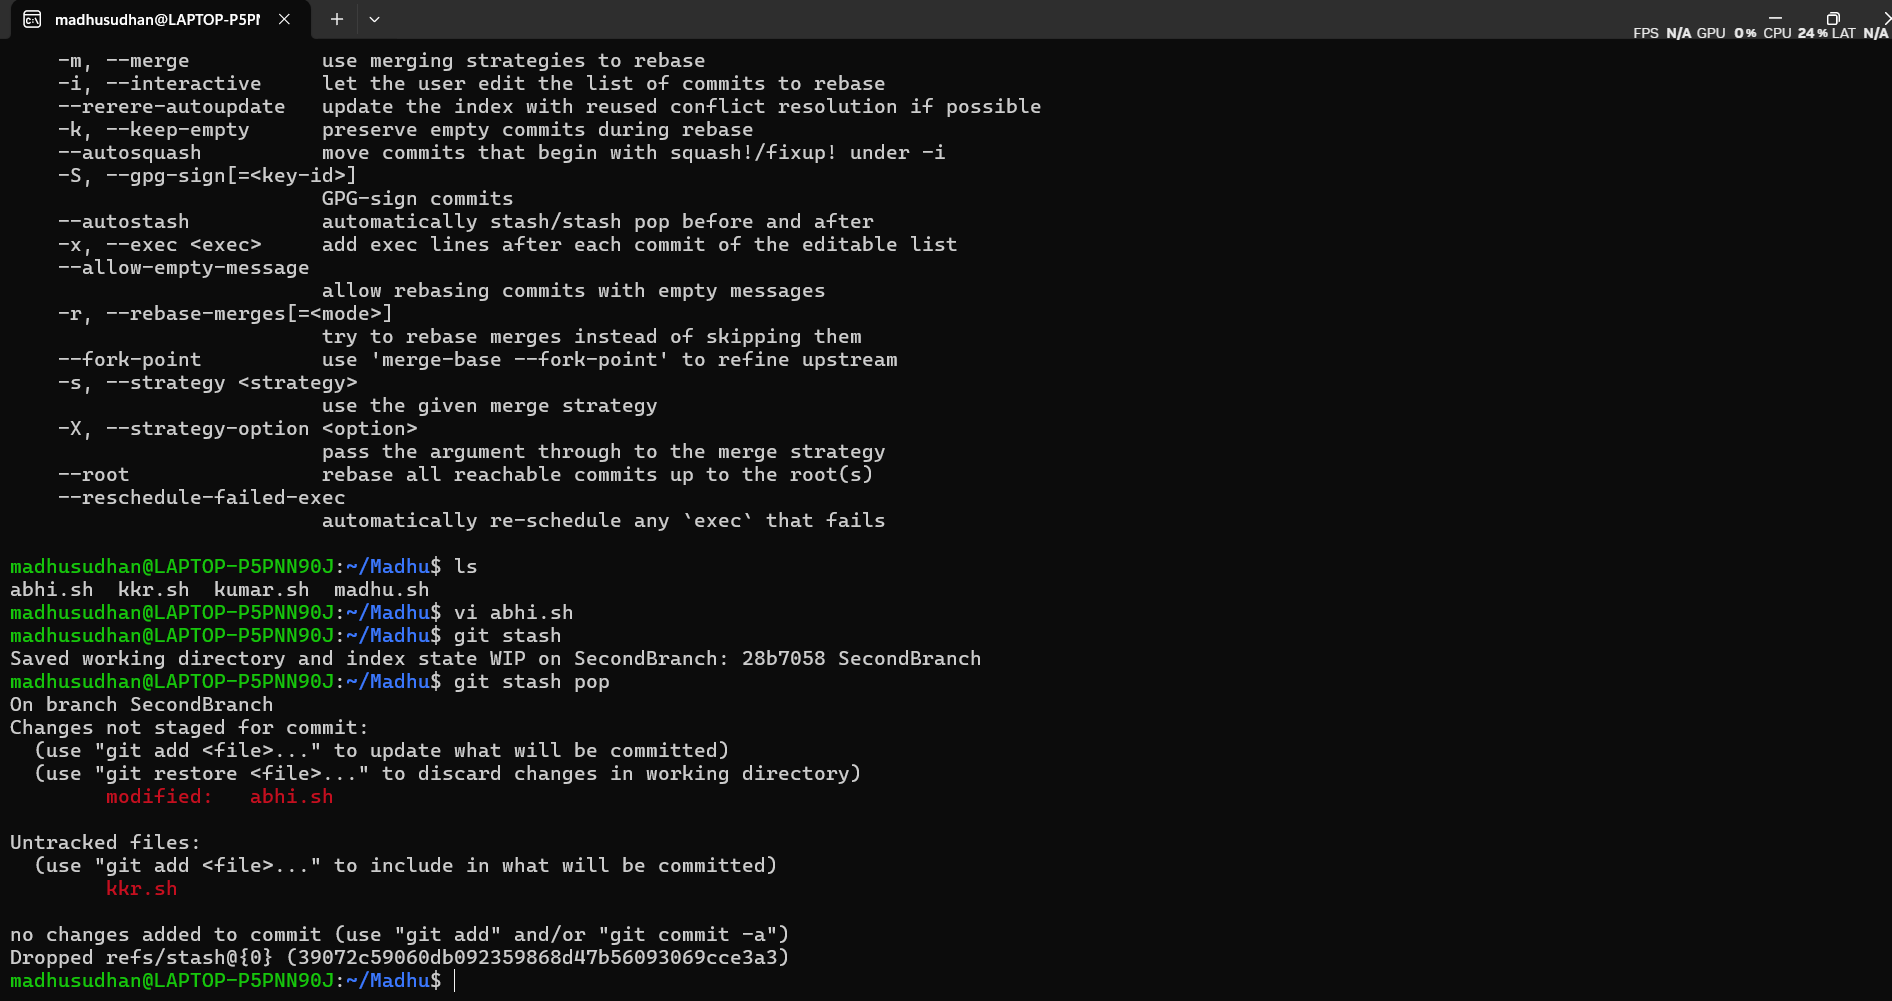 madhusudhan@LAPTOP-P5PN
FPS N/A GPU 0% CPU 24% LAT N/A
-m, --merge use merging strategies to rebase
-i, --interactive let the user edit the list of commits to rebase
--rerere-autoupdate update the index with reused conflict resolution if possible
-k, --keep-empty preserve empty commits during rebase
--autosquash move commits that begin with squash!/fixup! under -i
-S, --gpg-sign[=<key-id>]
GPG-sign commits
--autostash automatically stash/stash pop before and after
-x, --exec <exec> add exec lines after each commit of the editable list
--allow-empty-message
allow rebasing commits with empty messages
-r, --rebase-merges[=<mode>]
try to rebase merges instead of skipping them
--fork-point use 'merge-base --fork-point' to refine upstream
-s, --strategy <strategy>
use the given merge strategy
-X, --strategy-option <option>
pass the argument through to the merge strategy
--root rebase all reachable commits up to the root(s)
--reschedule-failed-exec
automatically re-schedule any `exec` that fails
madhusudhan@LAPTOP-P5PNN90J:~/Madhu$ ls
abhi.sh kkr.sh kumar.sh madhu.sh
madhusudhan@LAPTOP-P5PNN90J:~/Madhu$ vi abhi.sh
madhusudhan@LAPTOP-P5PNN90J:~/Madhu$ git stash
Saved working directory and index state WIP on SecondBranch: 28b7058 SecondBranch
madhusudhan@LAPTOP-P5PNN90J:~/Madhu$ git stash pop
On branch SecondBranch
Changes not staged for commit:
(use "git add <file>..." to update what will be committed)
(use "git restore <file>..." to discard changes in working directory)
modified: abhi.sh
Untracked files:
(use "git add <file>..." to include in what will be committed)
kkr.sh
no changes added to commit (use "git add" and/or "git commit -a")
Dropped refs/stash@{0} (39072c59060db092359868d47b56093069cce3a3)
madhusudhan@LAPTOP-P5PNN90J:~/Madhu$